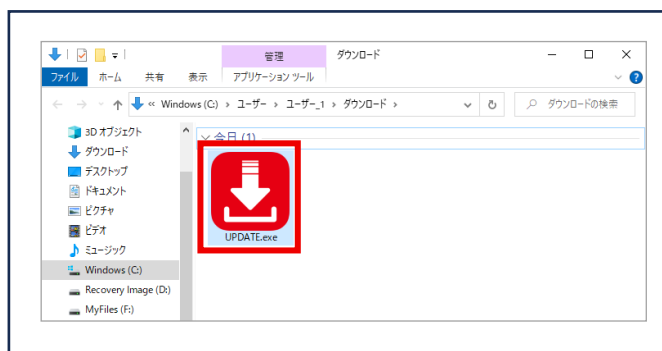 管理
ダウンロード
ファイル
ホーム
共有
表示
アプリケーション ツール
« Windows (C:) › ユーザー › ユーザー_1 › ダウンロード ›
ダウンロードの検索
3D オブジェクト
ダウンロード
デスクトップ
ドキュメント
ピクチャ
ビデオ
ミュージック
Windows (C:)
Recovery Image (D:)
MyFiles (F:)
今日 (1)
UPDATE.exe